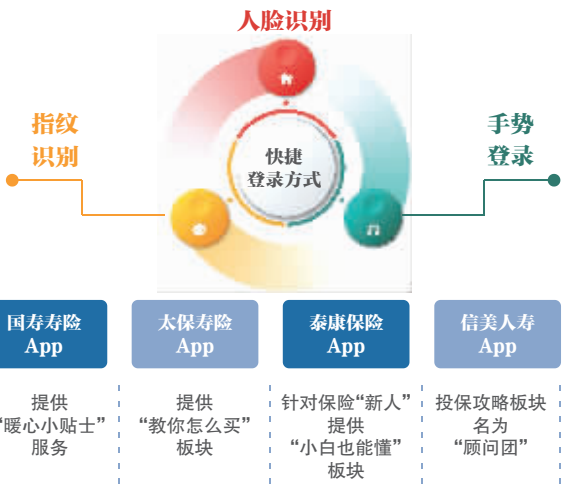 人脸识别
指纹
识别
手势
登录
快捷
登录方式
国寿寿险
App
太保寿险
App
泰康保险
App
信美人寿
App
提供
“暖心小贴士”
服务
提供
“教你怎么买”
板块
针对保险“新人”
提供
“小白也能懂”
板块
投保攻略板块
名为
“顾问团”